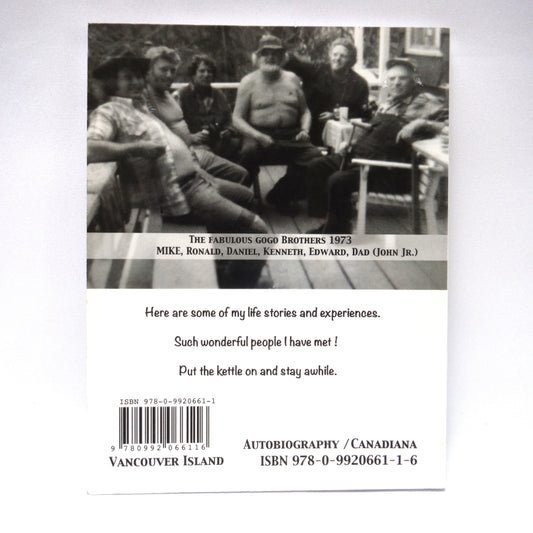 The fabulous gogo Brothers 1973
MIKE, Ronald, Daniel, Kenneth, Edward, Dad (John Jr.)
Here are some of my life stories and experiences.
Such wonderful people I have met !
Put the kettle on and stay awhile.
ISBN 978-0-9920661-1
9 780992 066116
Vancouver Island
Autobiography /Canadiana
ISBN 978-0-9920661-1-6